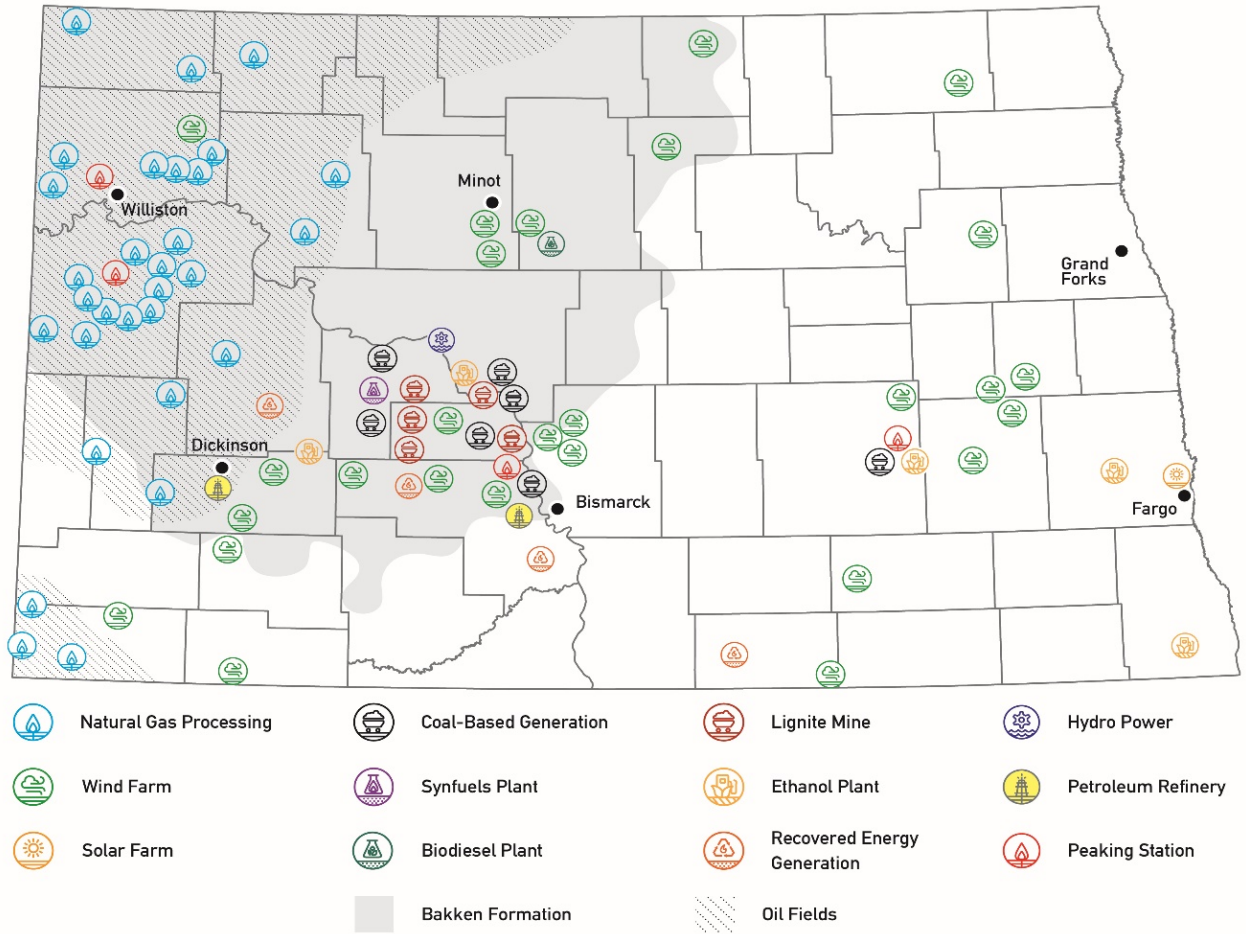 Minot
Williston
Grand
Forks
Dickinson
Bismarck
Fargo
Natural Gas Processing
Coal-Based Generation
Lignite Mine
Hydro Power
Wind Farm
Synfuels Plant
Ethanol Plant
Petroleum Refinery
Solar Farm
Biodiesel Plant
Recovered Energy
Generation
Peaking Station
Bakken Formation
Oil Fields